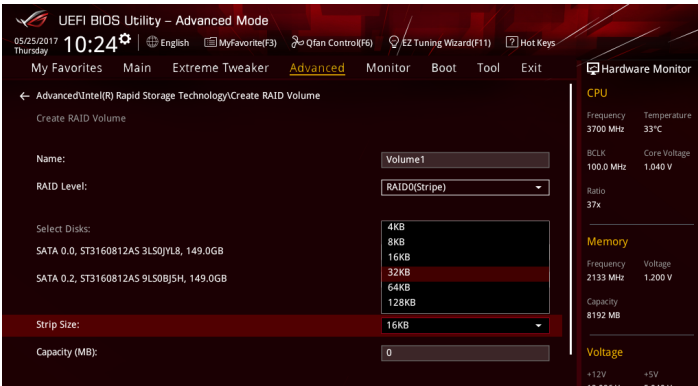 UEFI BIOS Utility – Advanced Mode
05/25/2017 Thursday 10:24 English MyFavorite(F3) Qfan Control(F6) EZ Tuning Wizard(F11) ? Hot Keys
My Favorites Main Extreme Tweaker Advanced Monitor Boot Tool Exit
Hardware Monitor
← Advanced\Intel(R) Rapid Storage Technology\Create RAID Volume
Create RAID Volume
Name: Volume1
RAID Level: RAID0(Stripe)
Select Disks:
SATA 0.0, ST3160812AS 3LS0JYL8, 149.0GB
SATA 0.2, ST3160812AS 9LS0BJ5H, 149.0GB
4KB
8KB
16KB
32KB
64KB
128KB
Strip Size: 16KB
Capacity (MB): 0
CPU
Frequency Temperature
3700 MHz 33°C
BCLK Core Voltage
100.0 MHz 1.040 V
Ratio
37x
Memory
Frequency Voltage
2133 MHz 1.200 V
Capacity
8192 MB
Voltage
+12V +5V